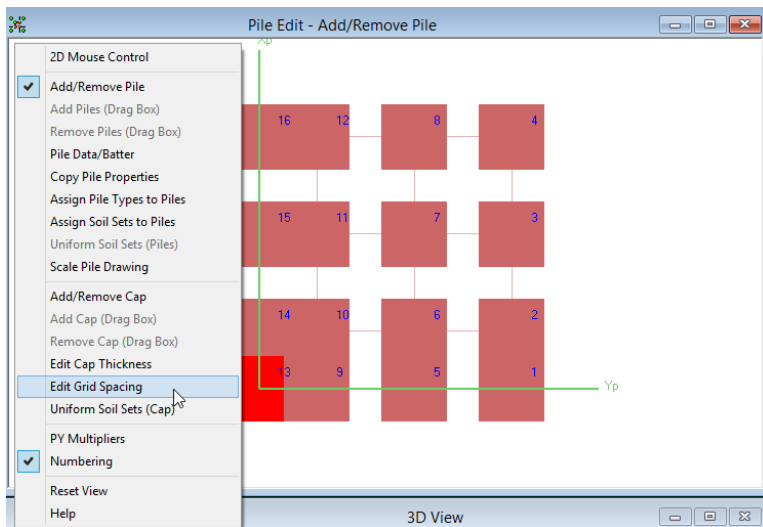 Pile Edit - Add/Remove Pile
Xp
2D Mouse Control
Add/Remove Pile
Add Piles (Drag Box)
Remove Piles (Drag Box)
Pile Data/Batter
Copy Pile Properties
Assign Pile Types to Piles
Assign Soil Sets to Piles
Uniform Soil Sets (Piles)
Scale Pile Drawing
Add/Remove Cap
Add Cap (Drag Box)
Remove Cap (Drag Box)
Edit Cap Thickness
Edit Grid Spacing
Uniform Soil Sets (Cap)
PY Multipliers
Numbering
Reset View
Help
16 12 8 4
15 11 7 3
14 10 6 2
13 9 5 1
Yp
3D View